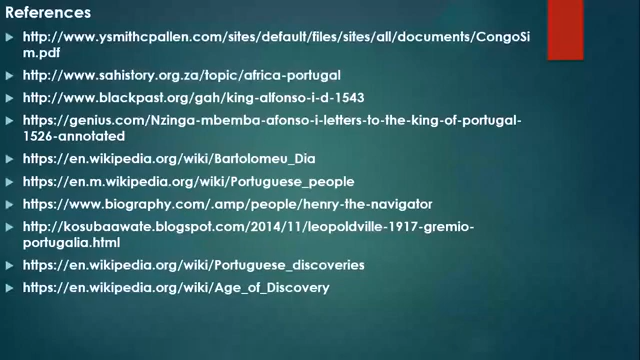 References
http://www.ysmithcpallen.com/sites/default/files/sites/all/documents/CongoSi
m.pdf
http://www.sahistory.org.za/topic/africa-portugal
http://www.blackpast.org/gah/king-alfonso-i-d-1543
https://genius.com/Nzinga-mbemba-afonso-i-letters-to-the-king-of-portugal-
1526-annotated
https://en.wikipedia.org/wiki/Bartolomeu_Dia
https://en.m.wikipedia.org/wiki/Portuguese_people
https://www.biography.com/.amp/people/henry-the-navigator
http://kosubaawate.blogspot.com/2014/11/leopoldville-1917-gremio-
portugalia.html
https://en.wikipedia.org/wiki/Portuguese_discoveries
https://en.wikipedia.org/wiki/Age_of_Discovery